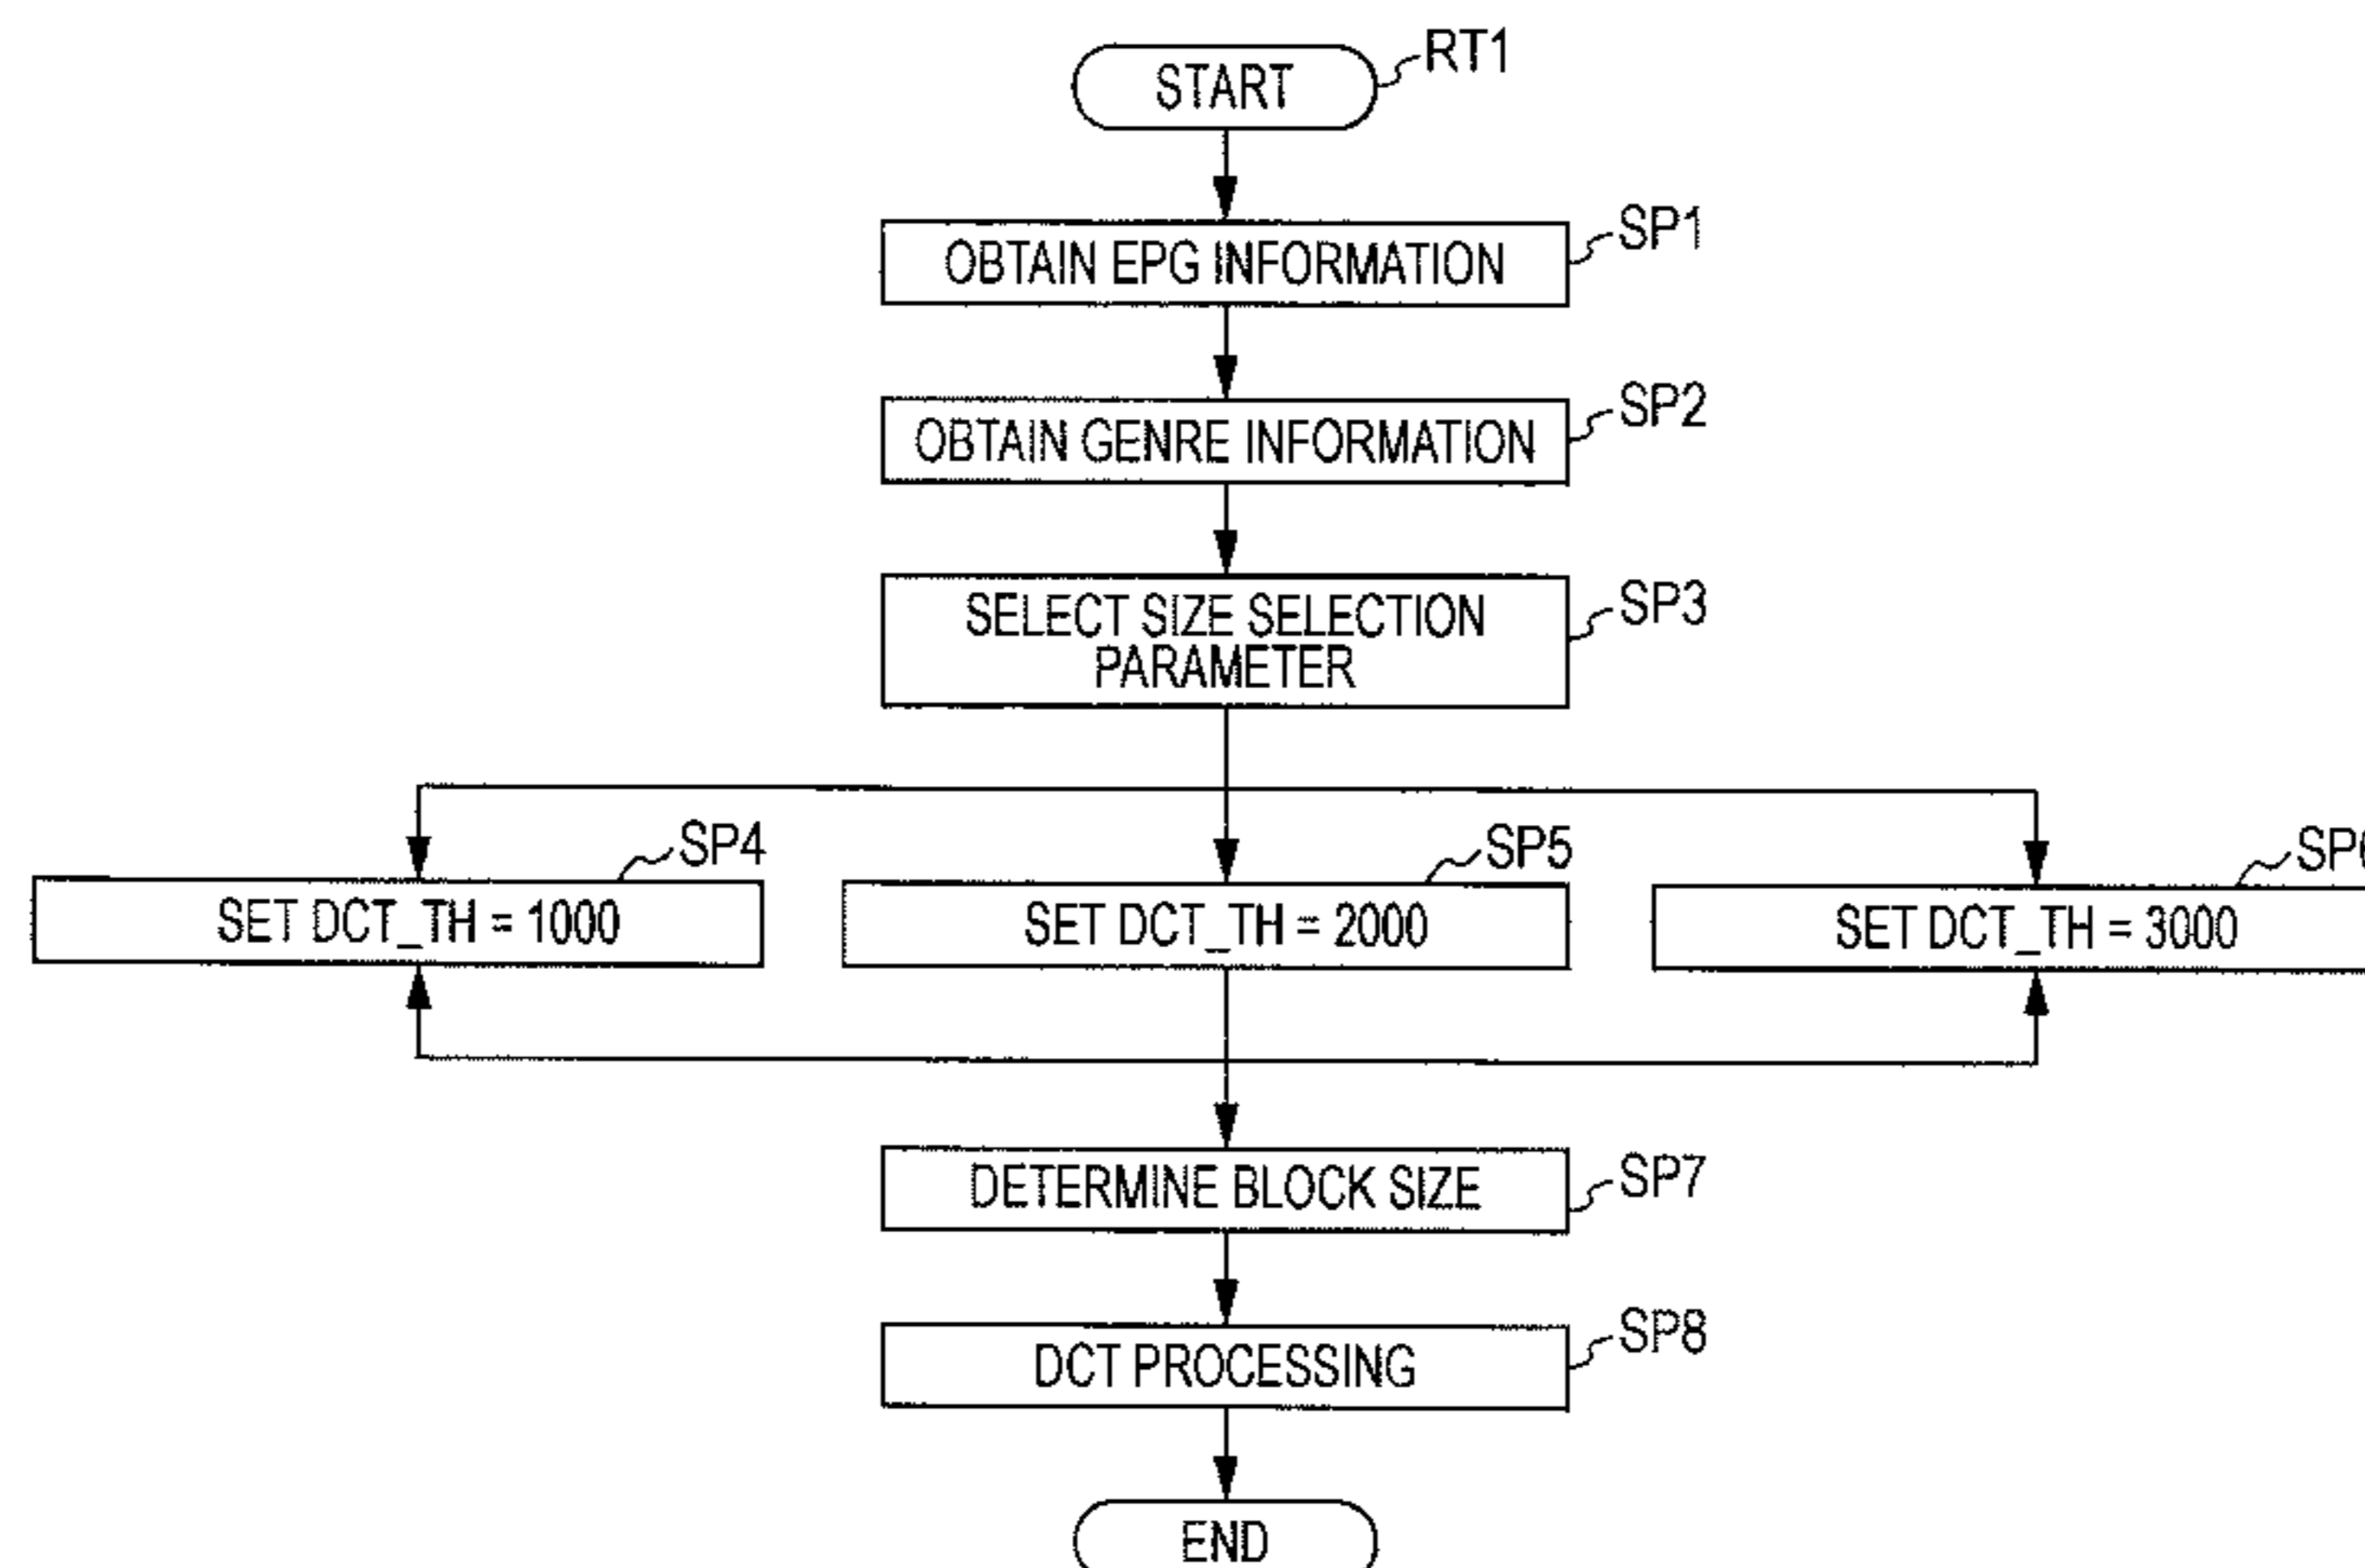 START
RT1
OBTAIN EPG INFORMATION
SP1
OBTAIN GENRE INFORMATION
SP2
SELECT SIZE SELECTION
PARAMETER
SP3
SP4
SET DCT_TH = 1000
SP5
SET DCT_TH = 2000
SP6
SET DCT_TH = 3000
DETERMINE BLOCK SIZE
SP7
DCT PROCESSING
SP8
END